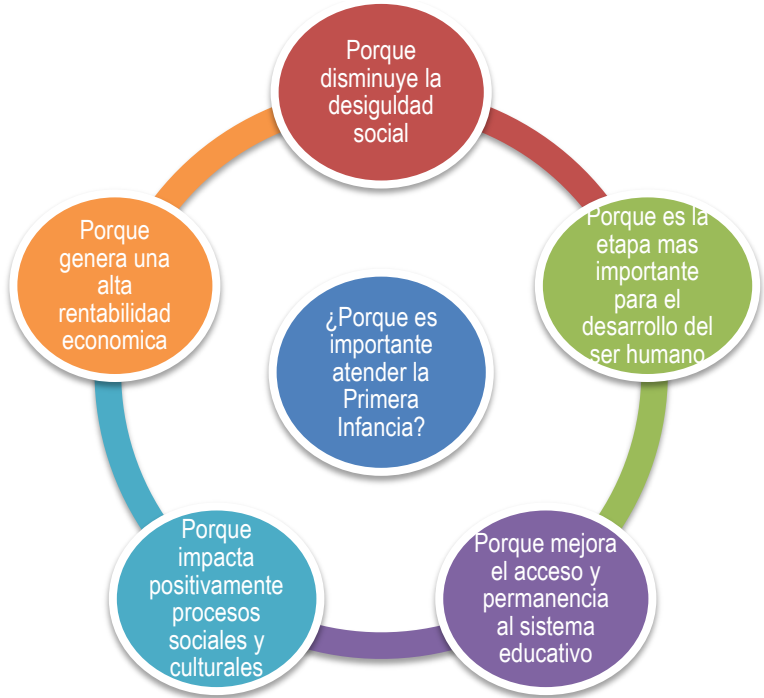 Porque
disminuye la
desiguldad
social
Porque es la
etapa mas
importante
para el
desarrollo del
ser humano
Porque mejora
el acceso y
permanencia
al sistema
educativo
Porque
impacta
positivamente
procesos
sociales y
culturales
Porque
genera una
alta
rentabilidad
economica
¿Porque es
importante
atender la
Primera
Infancia?